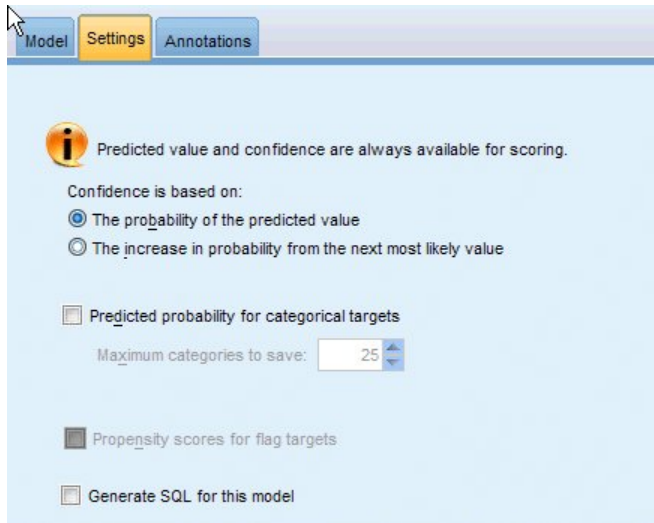 Model Settings Annotations
i
Predicted value and confidence are always available for scoring.
Confidence is based on:
The probability of the predicted value
The increase in probability from the next most likely value
Predicted probability for categorical targets
Maximum categories to save: 25
Propensity scores for flag targets
Generate SQL for this model